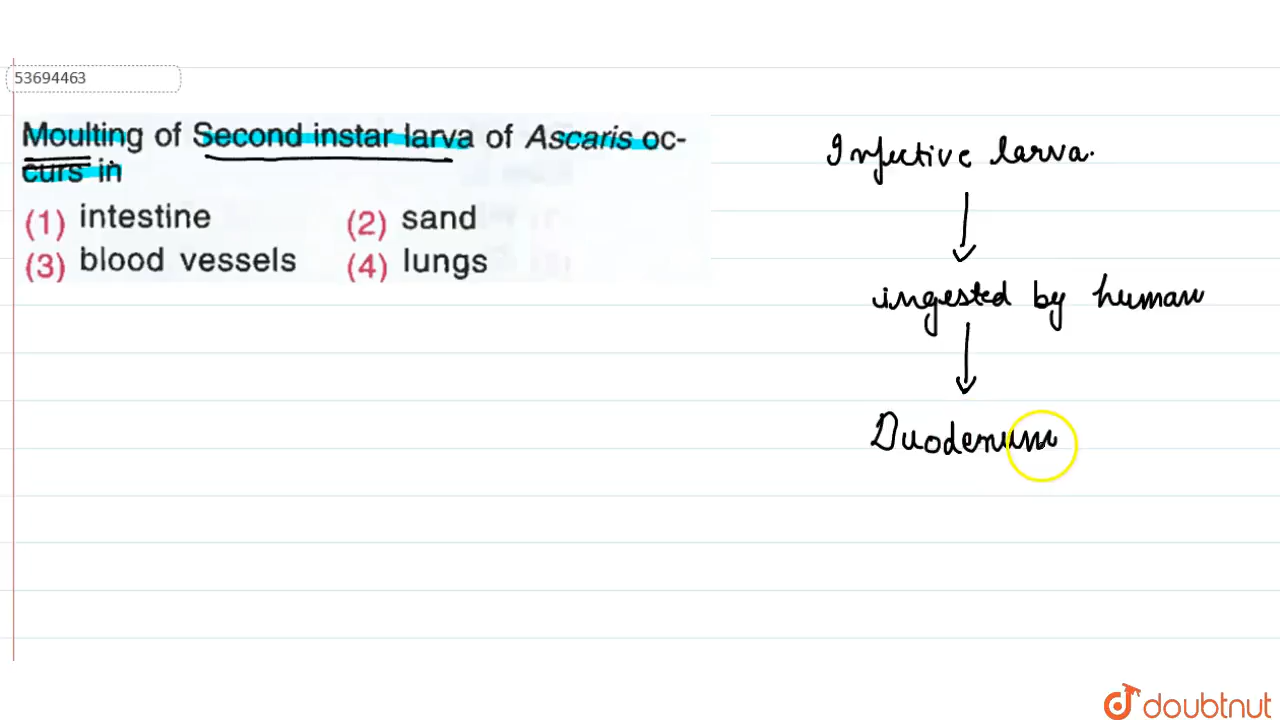 53694463
Moulting of Second instar larva of Ascaris oc-
curs in
(1) intestine (2) sand
(3) blood vessels (4) lungs
Infective larva.
ingested by human
Duodenum
doubtnut